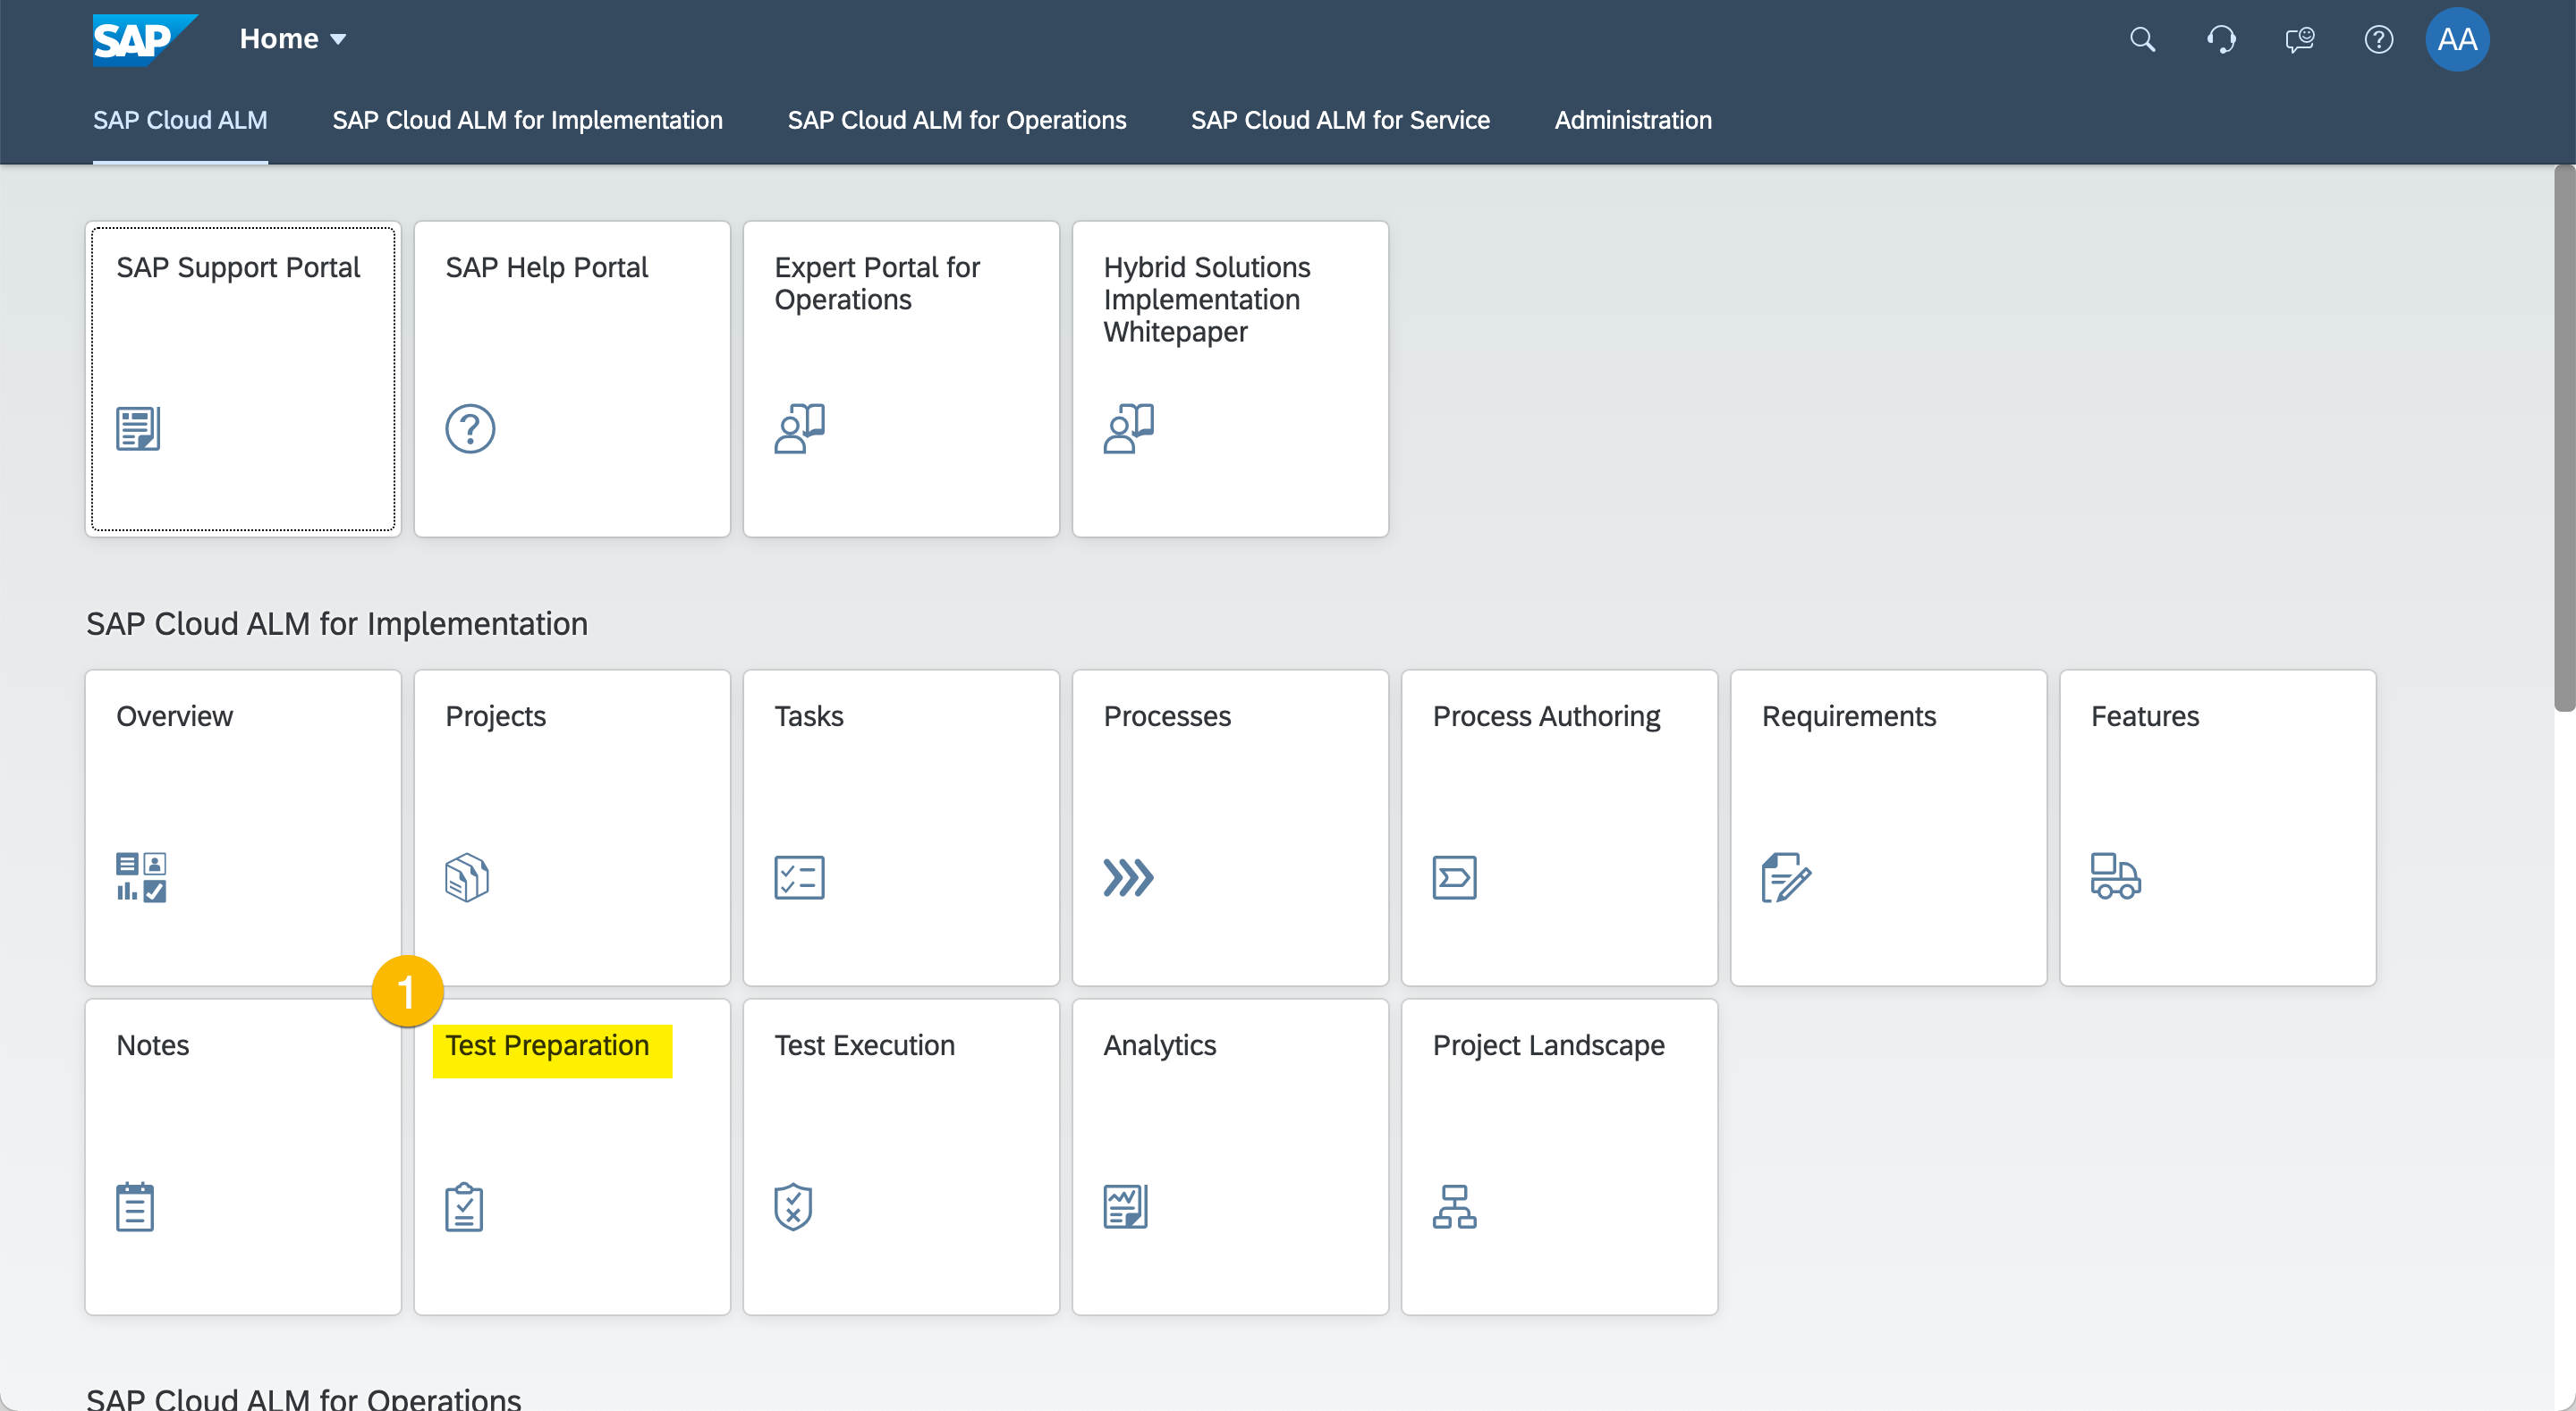 SAP Home
AA
SAP Cloud ALM SAP Cloud ALM for Implementation SAP Cloud ALM for Operations SAP Cloud ALM for Service Administration
SAP Support Portal
SAP Help Portal
Expert Portal for
Operations
Hybrid Solutions
Implementation
Whitepaper
SAP Cloud ALM for Implementation
Overview
Projects
Tasks
Processes
Process Authoring
Requirements
Features
1
Notes
Test Preparation
Test Execution
Analytics
Project Landscape
SAP Cloud ALM for Operations